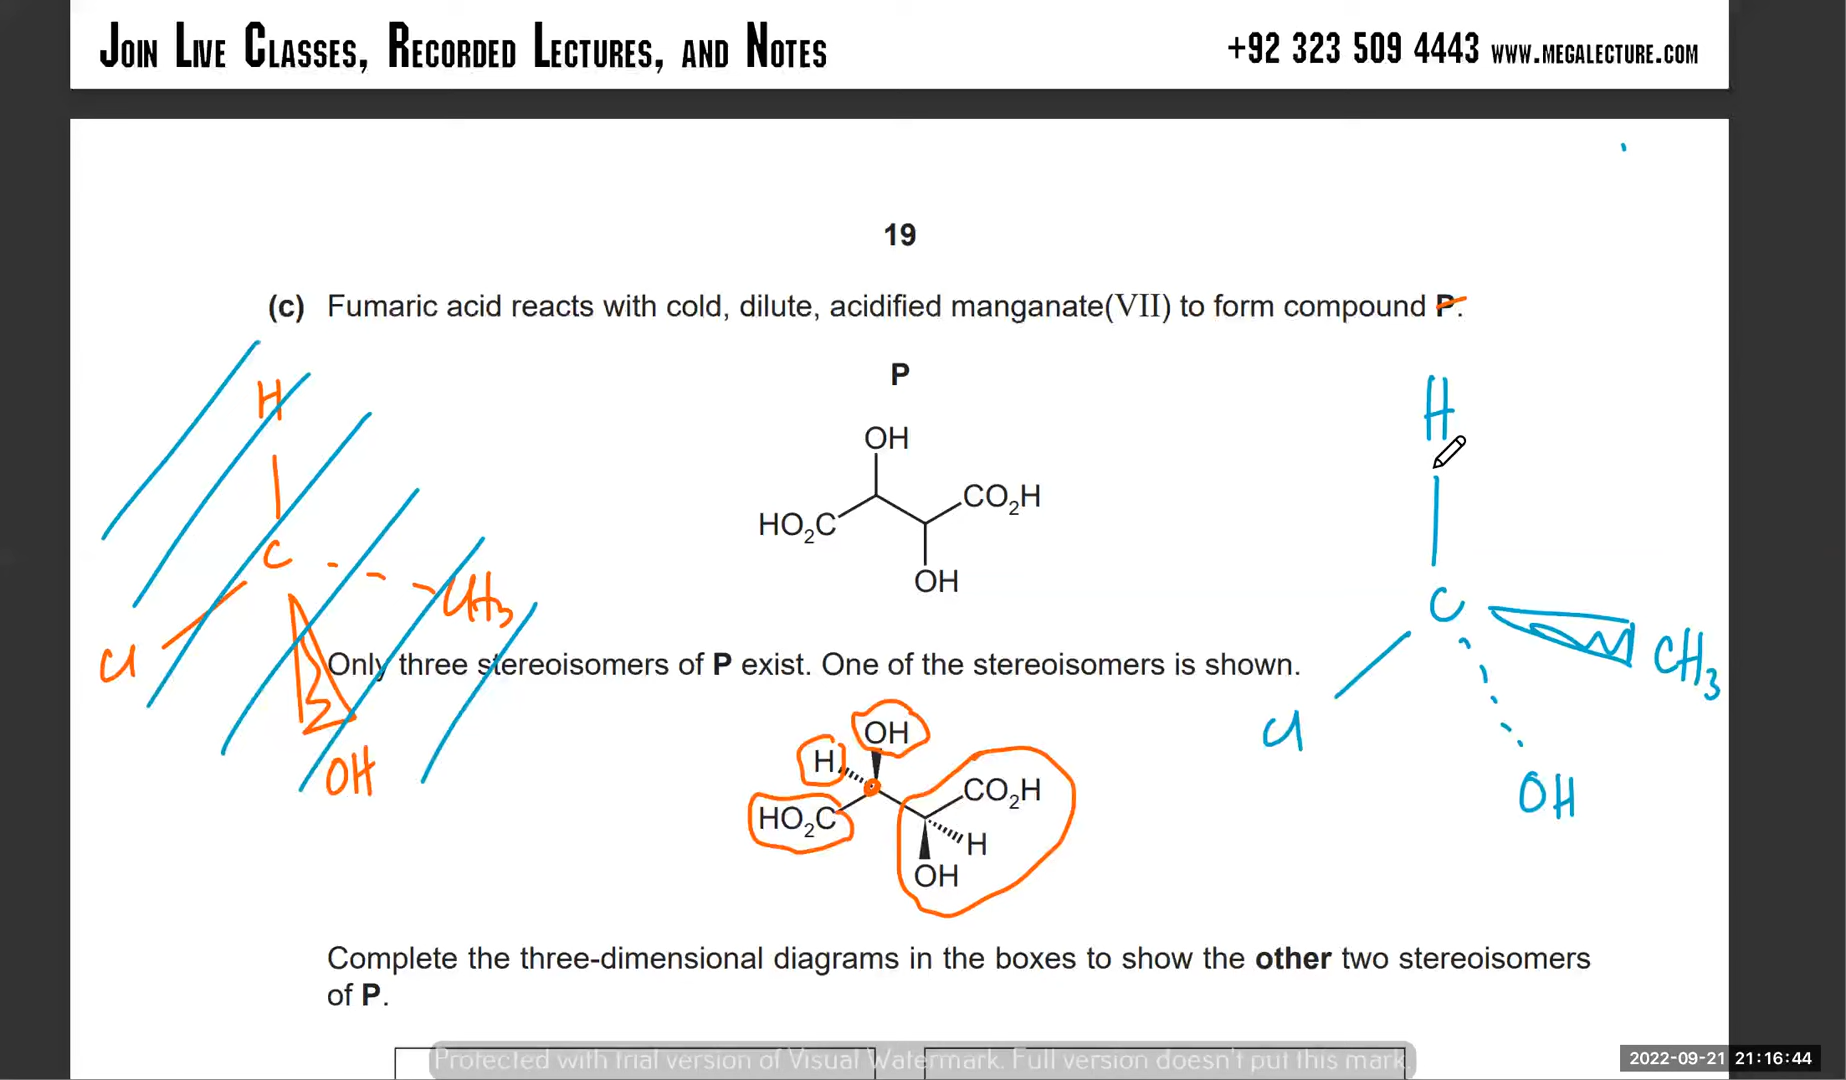 JOIN LIVE CLASSES, RECORDED LECTURES, AND NOTES
+92 323 509 4443 WWW.MEGALECTURE.COM
19
(c) Fumaric acid reacts with cold, dilute, acidified manganate(VII) to form compound P.
P
OH
HO₂C
CO₂H
OH
H
C
Cl
CH₃
OH
H
C
Cl
CH₃
OH
Only three stereoisomers of P exist. One of the stereoisomers is shown.
OH
H
HO₂C
CO₂H
H
OH
Complete the three-dimensional diagrams in the boxes to show the other two stereoisomers
of P.
Protected with trial version of Visual Watermark. Full version doesn't put this mark.
2022-09-21 21:16:44